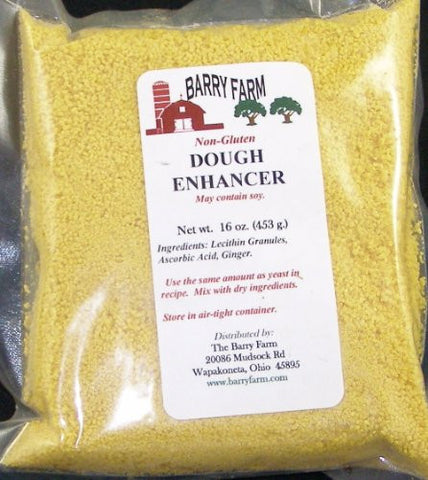 BARRY FARM
Non-Gluten
DOUGH
ENHANCER
May contain soy.
Net wt. 16 oz. (453 g.)
Ingredients: Lecithin Granules,
Ascorbic Acid, Ginger.
Use the same amount as yeast in
recipe. Mix with dry ingredients.
Store in air-tight container.
Distributed by:
The Barry Farm
20086 Mudsock Rd
Wapakoneta, Ohio 45895
www.barryfarm.com